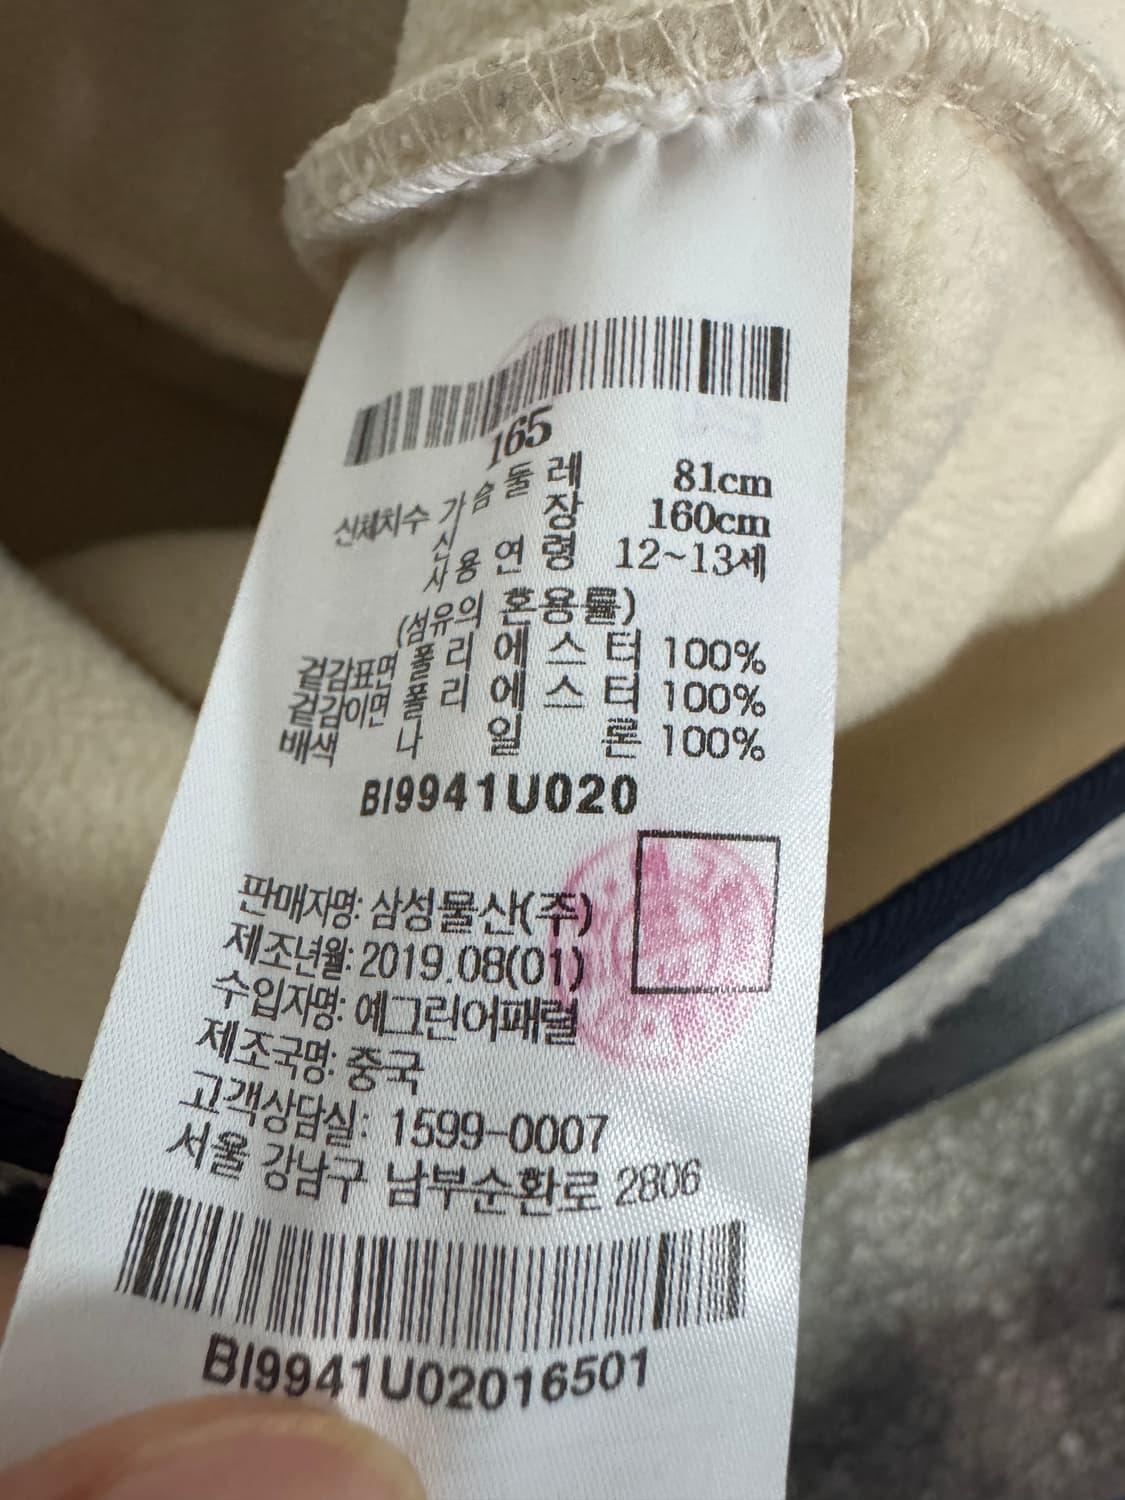 165
신체치수 가슴둘레 81cm
신장 160cm
사용연령 12~13세
(섬유의 혼용률)
겉감표면 폴리에스터 100%
겉감이면 폴리에스터 100%
배색 나일론 100%
BI9941U020
판매자명: 삼성물산(주)
제조년월: 2019.08(01)
수입자명: 예그린어패럴
제조국명: 중국
고객상담실: 1599-0007
서울 강남구 남부순환로 2806
BI9941U02016501